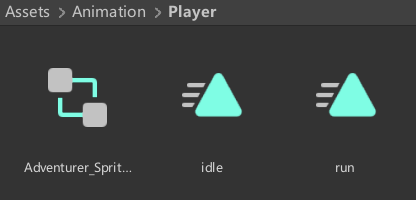 Assets > Animation > Player
Adventurer_Sprit... idle run